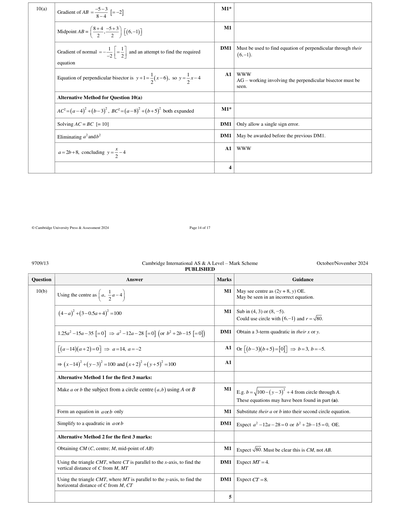 10(a)
Gradient of AB = (−5−3)/(8−4) [= −2]
M1*
Midpoint AB = ((8+4)/2, (−5+3)/2) [(6,−1)]
M1
Gradient of normal = −1/−2 [= 1/2] and an attempt to find the required
equation
DM1
Must be used to find equation of perpendicular through their
(6,-1)
Equation of perpendicular bisector is y+1 = 1/2(x−6), so y = 1/2x−4
A1
WWW
AG – working involving the perpendicular bisector must be
seen.
Alternative Method for Question 10(a)
AC² = (a−4)² + (b−3)², BC² = (a−8)² + (b+5)² both expanded
M1*
Solving AC = BC [= 10]
DM1
Only allow a single sign error.
Eliminating a² and b²
DM1
May be awarded before the previous DM1.
a = 2b+8, concluding y = x/2 − 4
A1
WWW
4
© Cambridge University Press & Assessment 2024
Page 14 of 17
9709/13
Cambridge International AS & A Level – Mark Scheme
October/November 2024
PUBLISHED
Question
Answer
Marks
Guidance
10(b)
Using the centre as (a, 1/2a−4)
M1
May see centre as (2y + 8, y) OE.
May be seen in an incorrect equation.
(4−a)² + (3−0.5a+4)² = 100
M1
Sub in (4, 3) or (8, −5).
Could use circle with (6,−1) and r = √80.
1.25a²−15a−35 [= 0] ⇒ a²−12a−28 [= 0] (or b²+2b−15 [= 0])
DM1
Obtain a 3-term quadratic in their x or y.
[(a−14)(a+2) = 0] ⇒ a = 14, a = −2
A1
Or [(b−3)(b+5) = [0]] ⇒ b = 3, b = −5.
⇒ (x−14)² + (y−3)² = 100 and (x+2)² + (y+5)² = 100
A1
Alternative Method 1 for the first 3 marks:
Make a or b the subject from a circle centre (a,b) using A or B
M1
These equations may have been found in part (a).
Form an equation in a or b only
M1
Substitute their a or b into their second circle equation.
Simplify to a quadratic in a or b
DM1
Expect a²−12a−28 = 0 or b²+2b−15 = 0, OE.
Alternative Method 2 for the first 3 marks:
Obtaining CM (C, centre; M, mid-point of AB)
M1
Expect √80. Must be clear this is CM, not AB.
Using the triangle CMT, where CT is parallel to the x-axis, to find the
vertical distance of C from M, MT
DM1
Expect MT = 4.
Using the triangle CMT, where MT is parallel to the y-axis, to find the
horizontal distance of C from M, CT
DM1
Expect CT = 8.
5